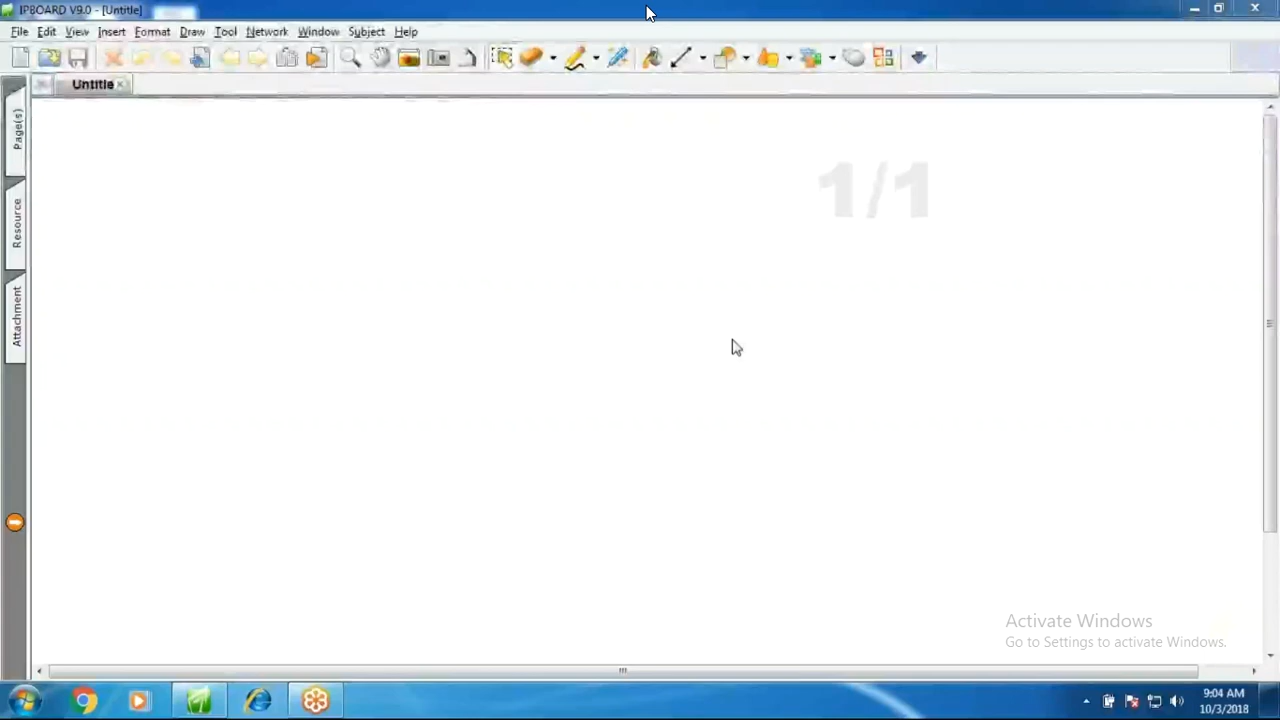 IPBOARD V9.0 - [Untitle]
File Edit View Insert Format Draw Tool Network Window Subject Help
Untitle
Page(s)
Resource
Attachment
1/1
Activate Windows
Go to Settings to activate Windows.
9:04 AM
10/3/2018